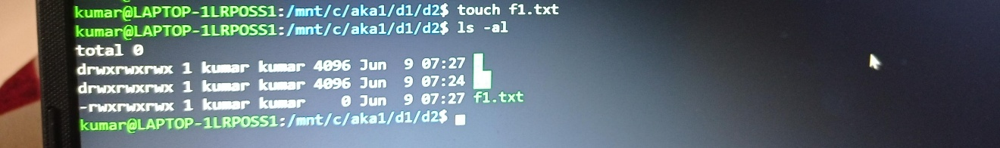 kumar@LAPTOP-1LRPOSS1:/mnt/c/aka1/d1/d2$ touch f1.txt
kumar@LAPTOP-1LRPOSS1:/mnt/c/aka1/d1/d2$ ls -al
total 0
drwxrwxrwx 1 kumar kumar 4096 Jun  9 07:27 .
drwxrwxrwx 1 kumar kumar 4096 Jun  9 07:24 ..
-rwxrwxrwx 1 kumar kumar    0 Jun  9 07:27 f1.txt
kumar@LAPTOP-1LRPOSS1:/mnt/c/aka1/d1/d2$